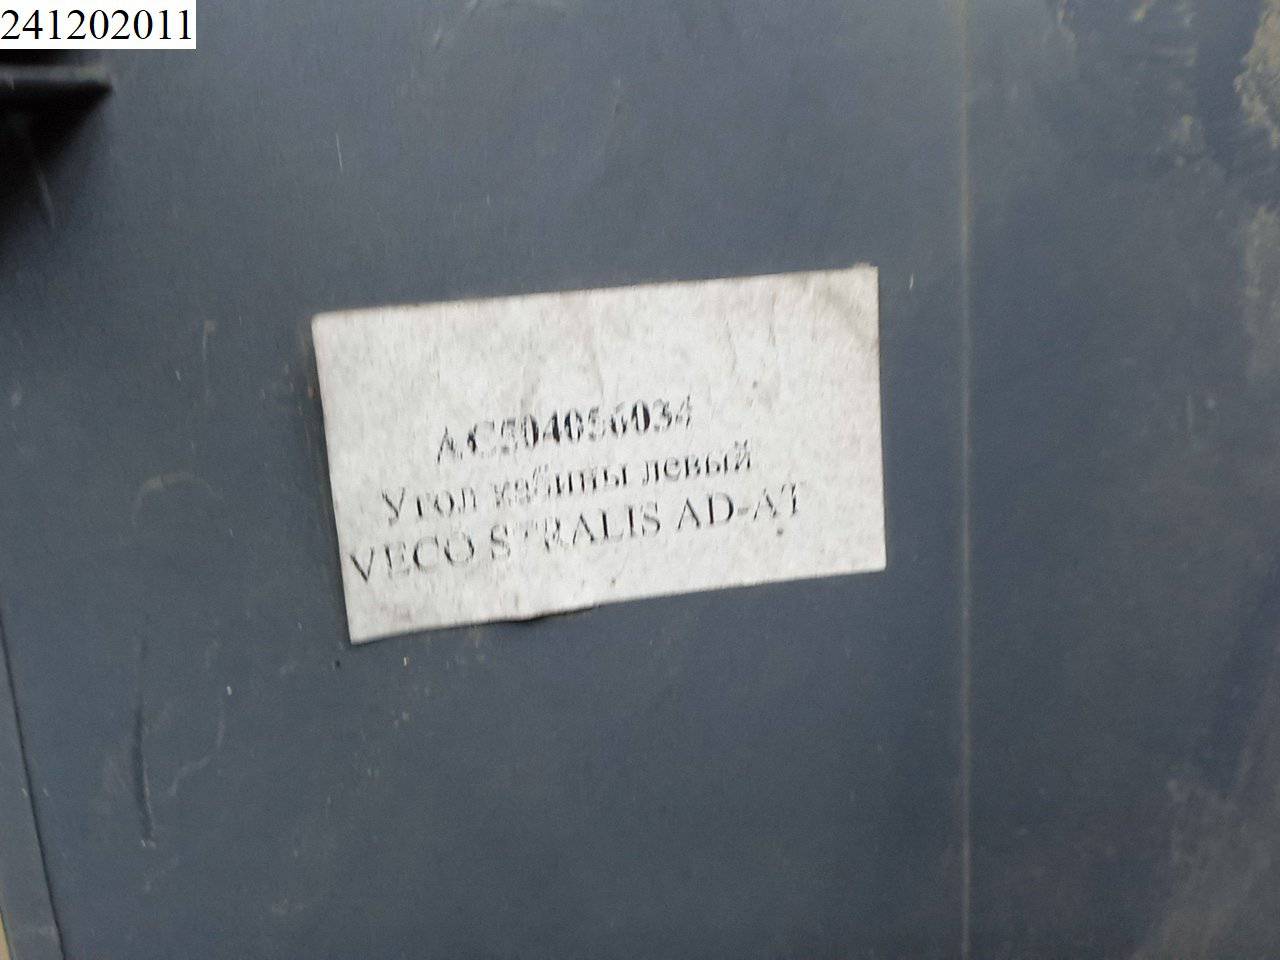 241202011
AC504056034
Угол кабины левый
VECO STRALIS AD-AT